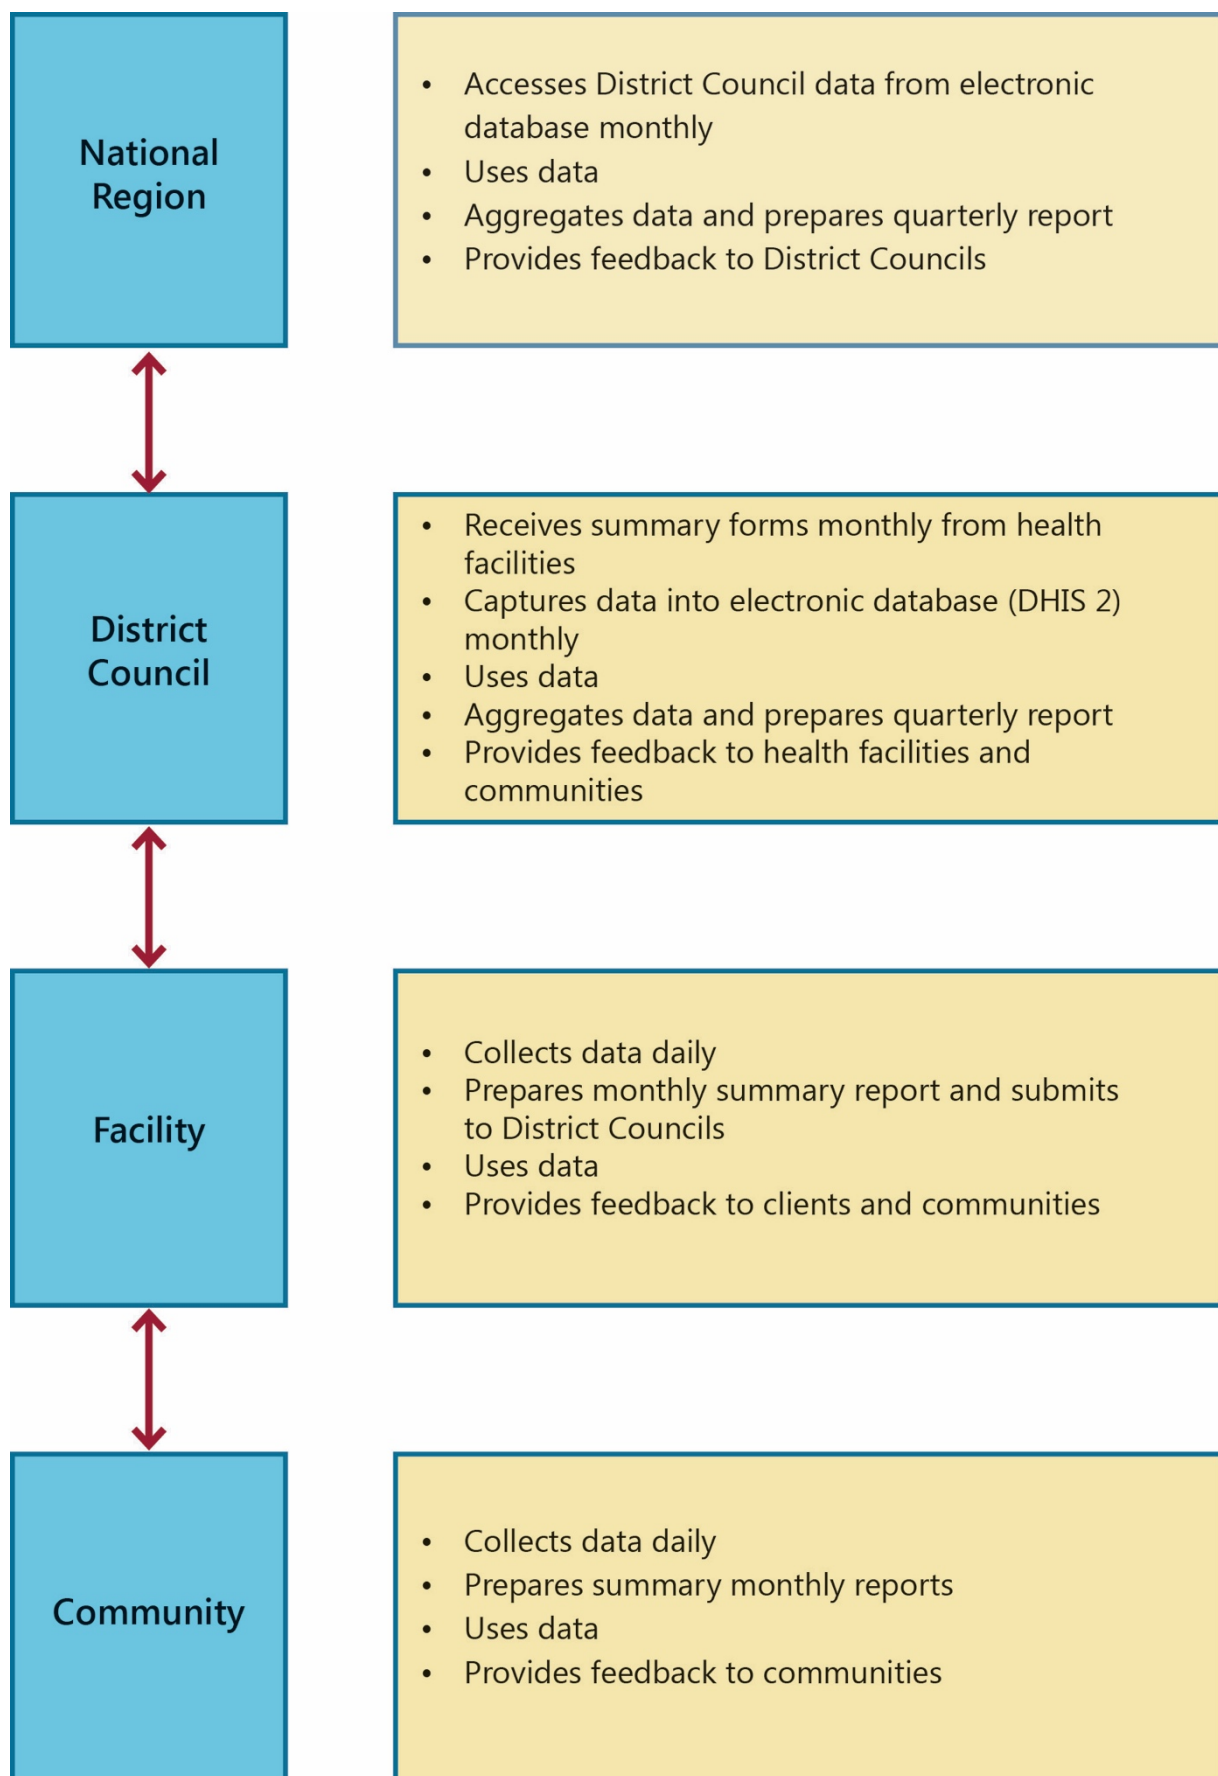 National
Region
• Accesses District Council data from electronic
database monthly
• Uses data
• Aggregates data and prepares quarterly report
• Provides feedback to District Councils
District
Council
• Receives summary forms monthly from health
facilities
• Captures data into electronic database (DHIS 2)
monthly
• Uses data
• Aggregates data and prepares quarterly report
• Provides feedback to health facilities and
communities
Facility
• Collects data daily
• Prepares monthly summary report and submits
to District Councils
• Uses data
• Provides feedback to clients and communities
Community
• Collects data daily
• Prepares summary monthly reports
• Uses data
• Provides feedback to communities